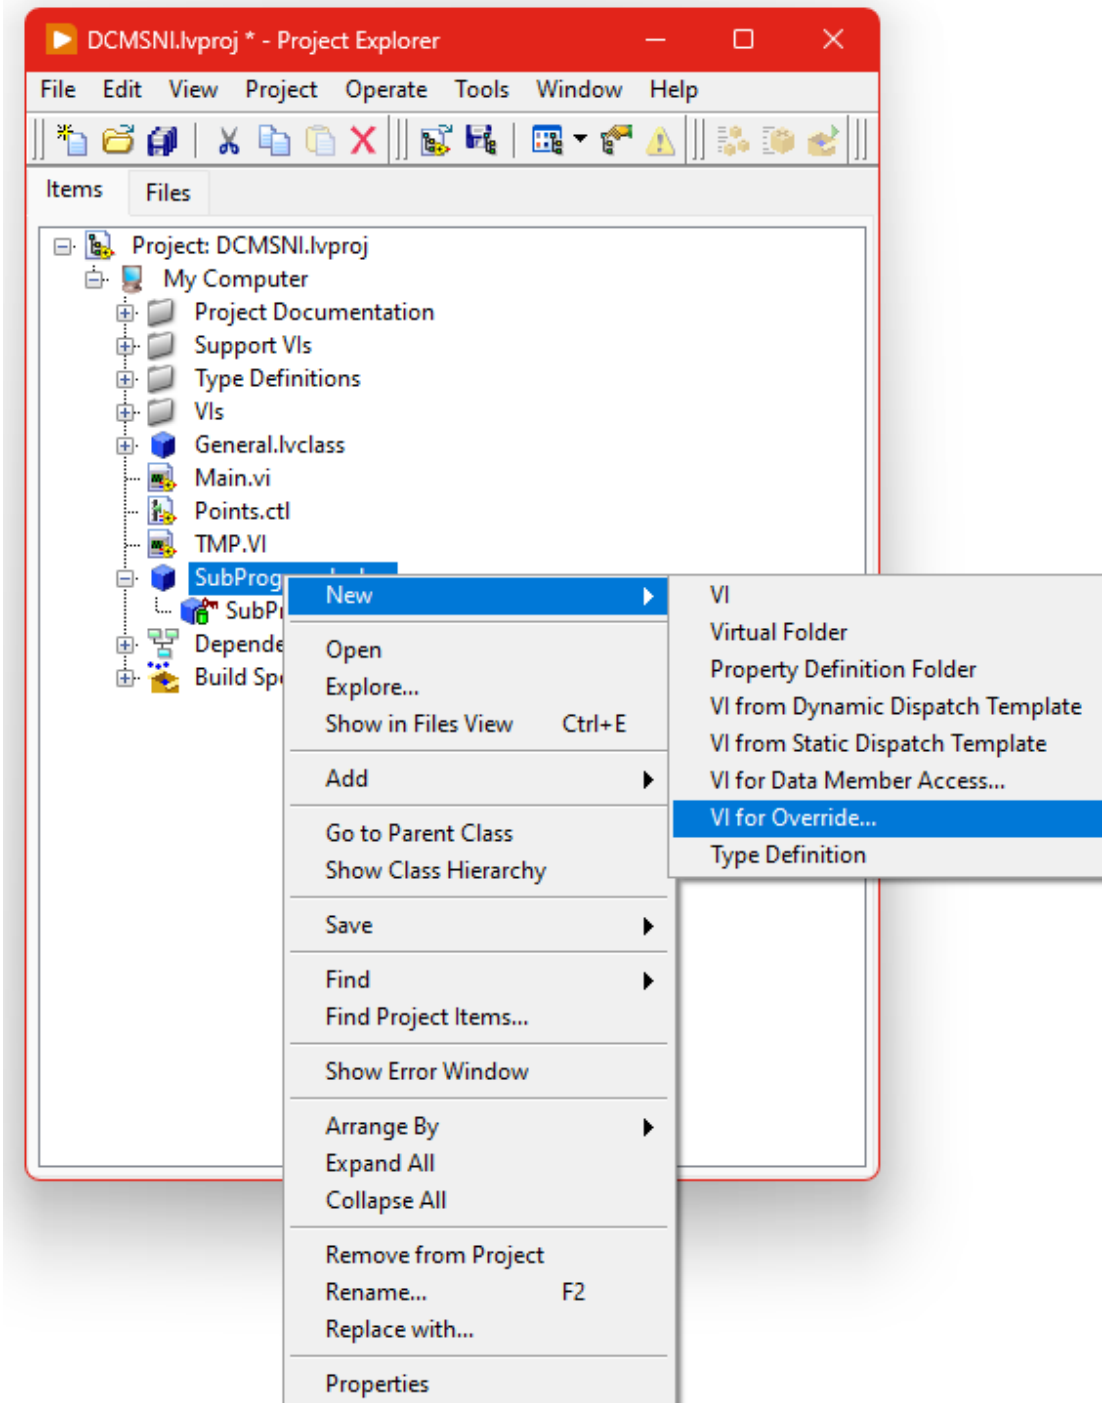 DCMSNI.lvproj * - Project Explorer
File Edit View Project Operate Tools Window Help
Items Files
Project: DCMSNI.lvproj
My Computer
Project Documentation
Support VIs
Type Definitions
VIs
General.lvclass
Main.vi
Points.ctl
TMP.VI
SubProg
SubP
Depende
Build Sp
New
Open
Explore...
Show in Files View Ctrl+E
Add
Go to Parent Class
Show Class Hierarchy
Save
Find
Find Project Items...
Show Error Window
Arrange By
Expand All
Collapse All
Remove from Project
Rename... F2
Replace with...
Properties
VI
Virtual Folder
Property Definition Folder
VI from Dynamic Dispatch Template
VI from Static Dispatch Template
VI for Data Member Access...
VI for Override...
Type Definition